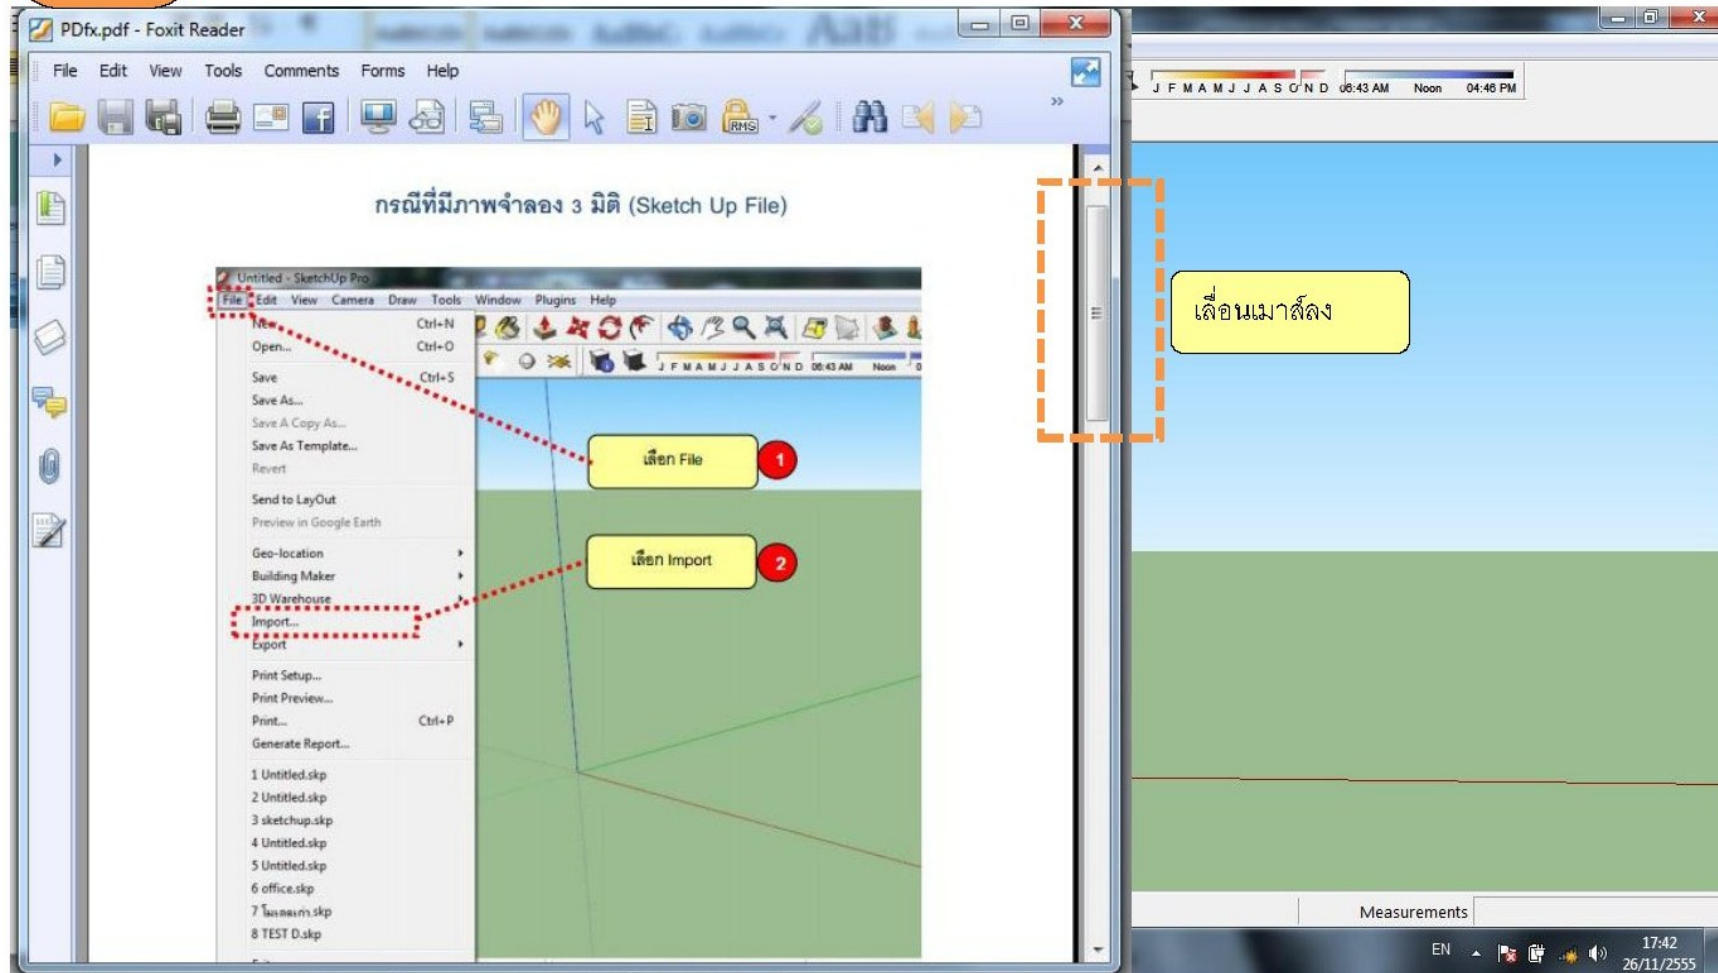 PDfx.pdf - Foxit Reader
File Edit View Tools Comments Forms Help
RMS
J F M A M J J A S O N D 06:43 AM Noon 04:46 PM
กรณีที่มีภาพจำลอง 3 มิติ (Sketch Up File)
Untitled - SketchUp Pro
File Edit View Camera Draw Tools Window Plugins Help
New Ctrl+N
Open... Ctrl+O
J F M A M J J A S O N D 06:43 AM Noon
Save Ctrl+S
Save As...
Save A Copy As...
Save As Template...
Revert
Send to LayOut
Preview in Google Earth
Geo-location
Building Maker
3D Warehouse
Import...
Export
Print Setup...
Print Preview...
Print... Ctrl+P
Generate Report...
1 Untitled.skp
2 Untitled.skp
3 sketchup.skp
4 Untitled.skp
5 Untitled.skp
6 office.skp
7 .skp
8 TEST D.skp
เลือก File 1
เลือก Import 2
เลื่อนเมาส์ลง
Measurements
EN 17:42
26/11/2555